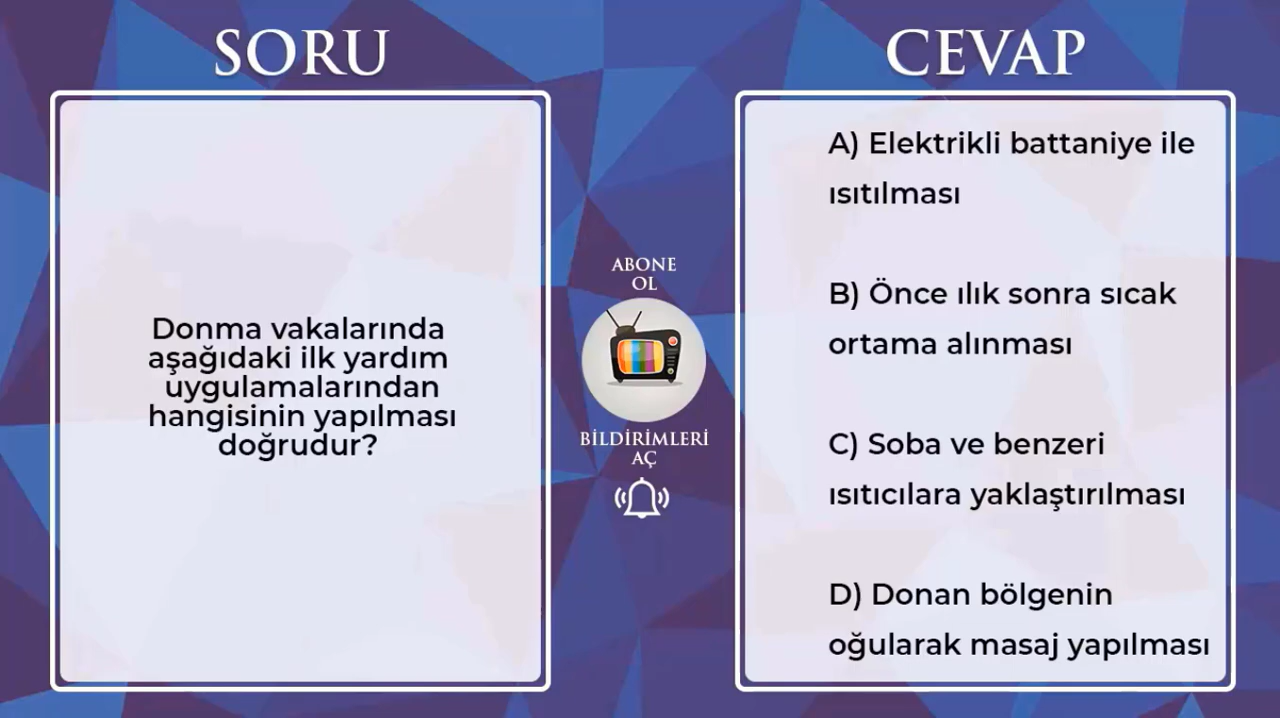 SORU
Donma vakalarında
aşağıdaki ilk yardım
uygulamalarından
hangisinin yapılması
doğrudur?
ABONE
OL
BİLDİRİMLERİ
AÇ
CEVAP
A) Elektrikli battaniye ile
ısıtılması
B) Önce ılık sonra sıcak
ortama alınması
C) Soba ve benzeri
ısıtıcılara yaklaştırılması
D) Donan bölgenin
oğularak masaj yapılması